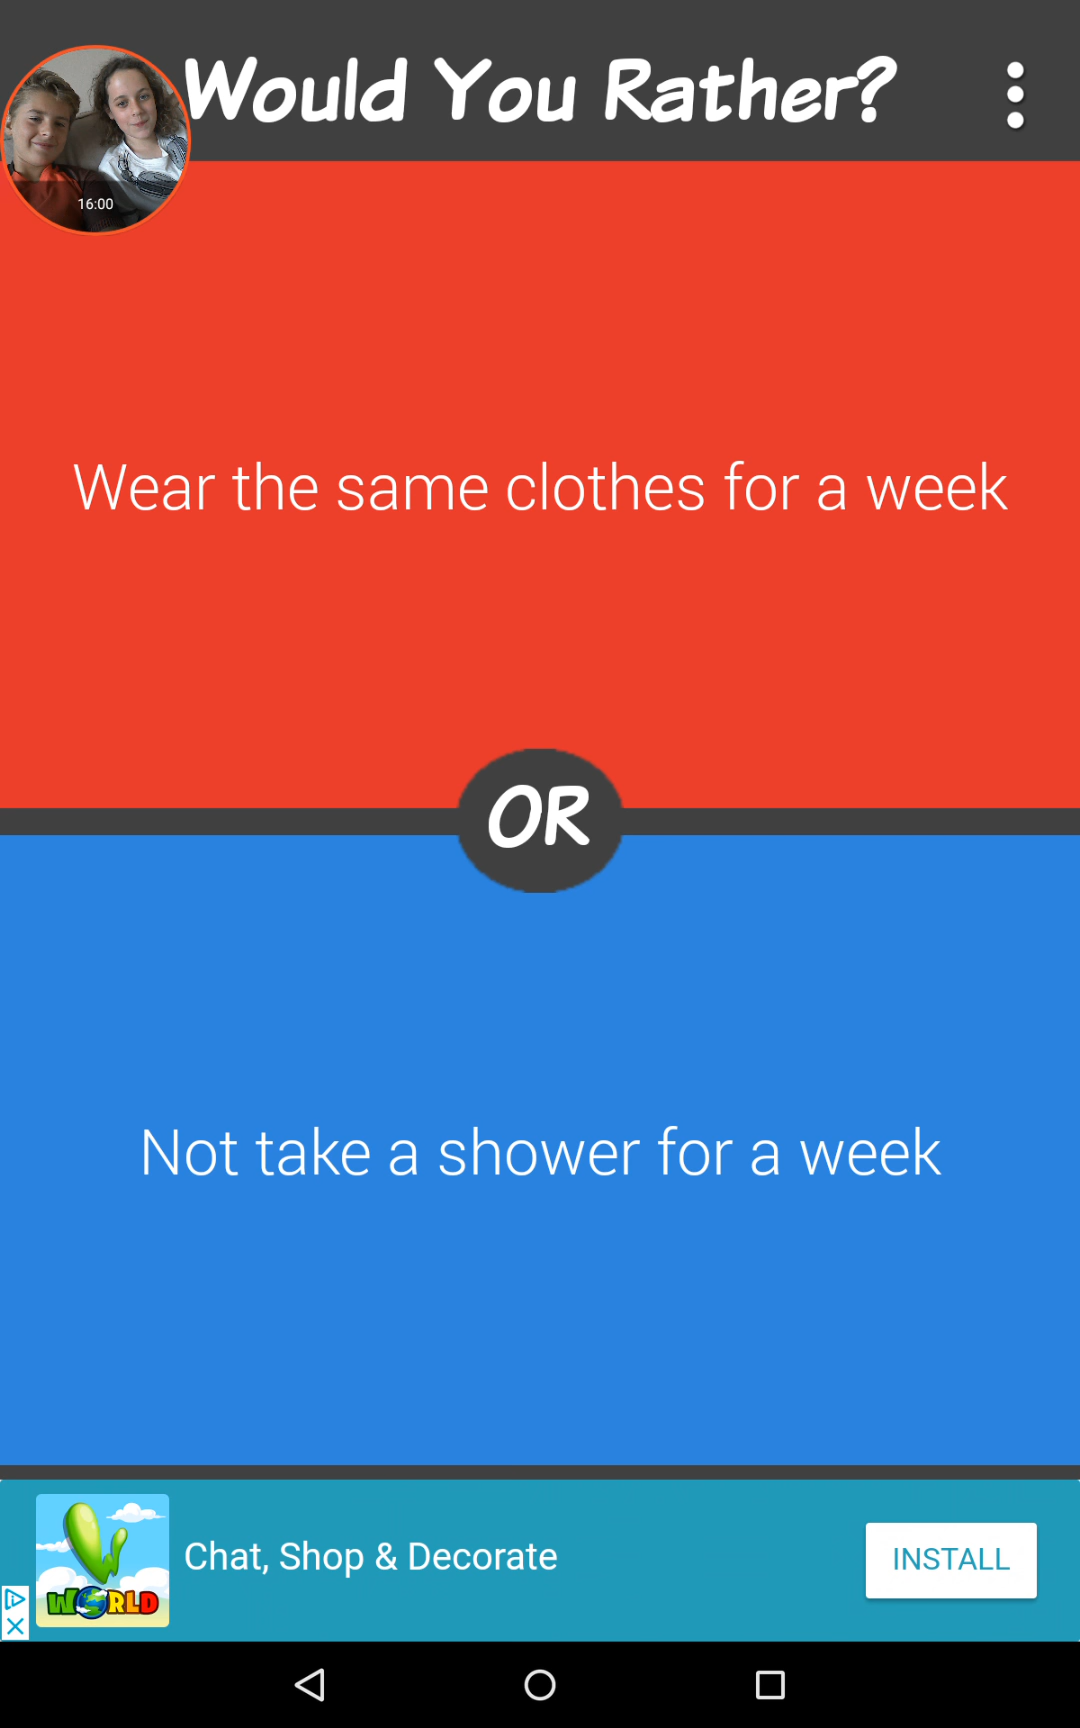 Would You Rather?
16:00
Wear the same clothes for a week
OR
Not take a shower for a week
W
WORLD
Chat, Shop & Decorate
INSTALL